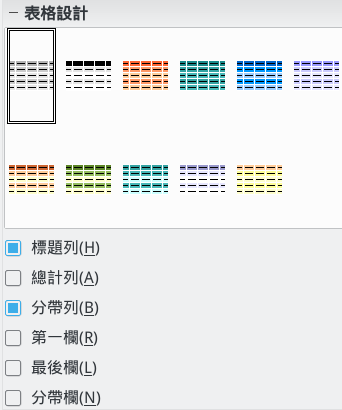 表格設計
標題列(H)
總計列(A)
分帶列(B)
第一欄(R)
最後欄(L)
分帶欄(N)